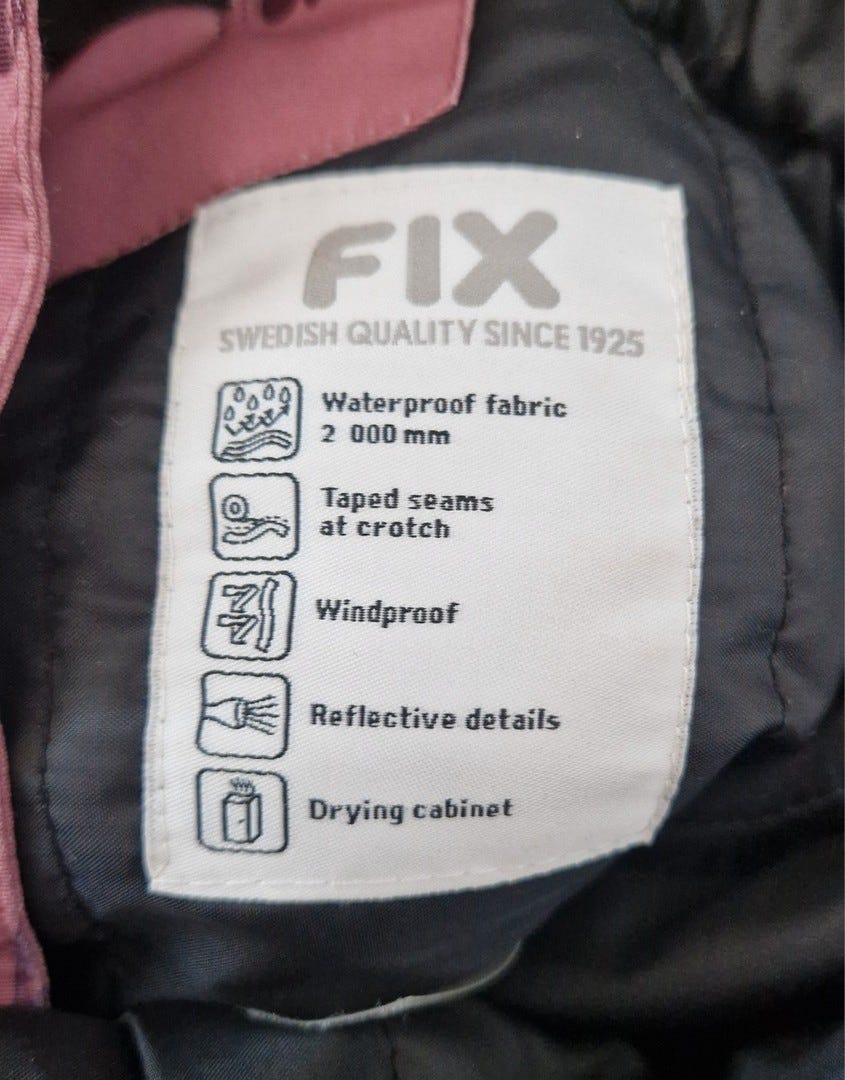 FIX
SWEDISH QUALITY SINCE 1925
Waterproof fabric
2 000 mm
Taped seams
at crotch
Windproof
Reflective details
Drying cabinet